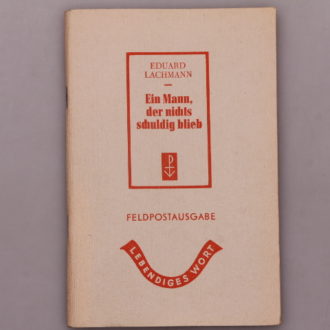 EDUARD
LACHMANN
Ein Mann,
der nichts
schuldig blieb
FELDPOSTAUSGABE
LEBENDIGES WORT